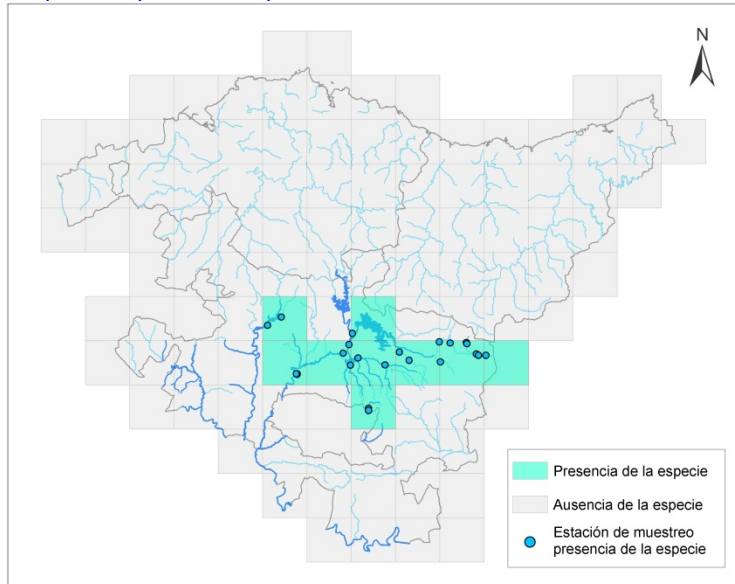 N
Presencia de la especie
Ausencia de la especie
Estación de muestreo
presencia de la especie